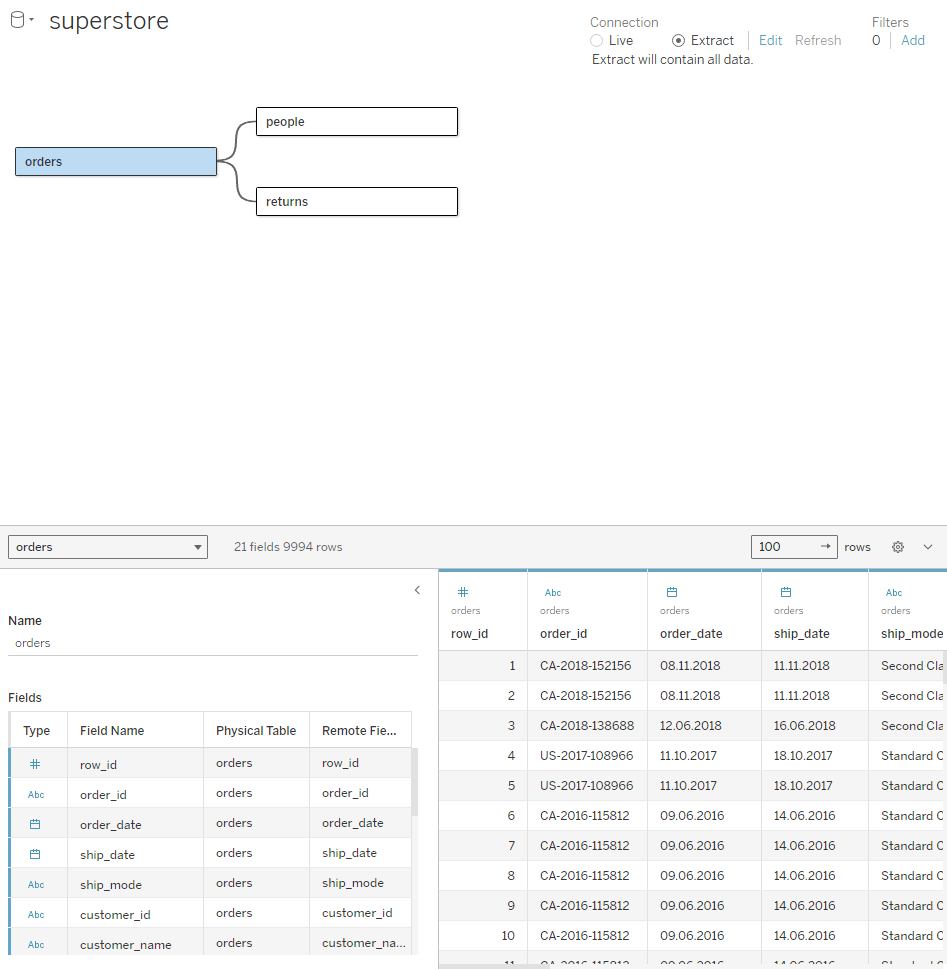 superstore
Connection
Live Extract Edit Refresh
Extract will contain all data.
Filters
0 Add
people
orders
returns
orders 21 fields 9994 rows 100 → rows
Name
orders
Fields
Type Field Name Physical Table Remote Fie...
# row_id orders row_id
Abc order_id orders order_id
order_date orders order_date
ship_date orders ship_date
Abc ship_mode orders ship_mode
Abc customer_id orders customer_id
Abc customer_name orders customer_na...
# Abc Abc
orders orders orders orders orders
row_id order_id order_date ship_date ship_mode
1 CA-2018-152156 08.11.2018 11.11.2018 Second Cla
2 CA-2018-152156 08.11.2018 11.11.2018 Second Cla
3 CA-2018-138688 12.06.2018 16.06.2018 Second Cla
4 US-2017-108966 11.10.2017 18.10.2017 Standard C
5 US-2017-108966 11.10.2017 18.10.2017 Standard C
6 CA-2016-115812 09.06.2016 14.06.2016 Standard C
7 CA-2016-115812 09.06.2016 14.06.2016 Standard C
8 CA-2016-115812 09.06.2016 14.06.2016 Standard C
9 CA-2016-115812 09.06.2016 14.06.2016 Standard C
10 CA-2016-115812 09.06.2016 14.06.2016 Standard C